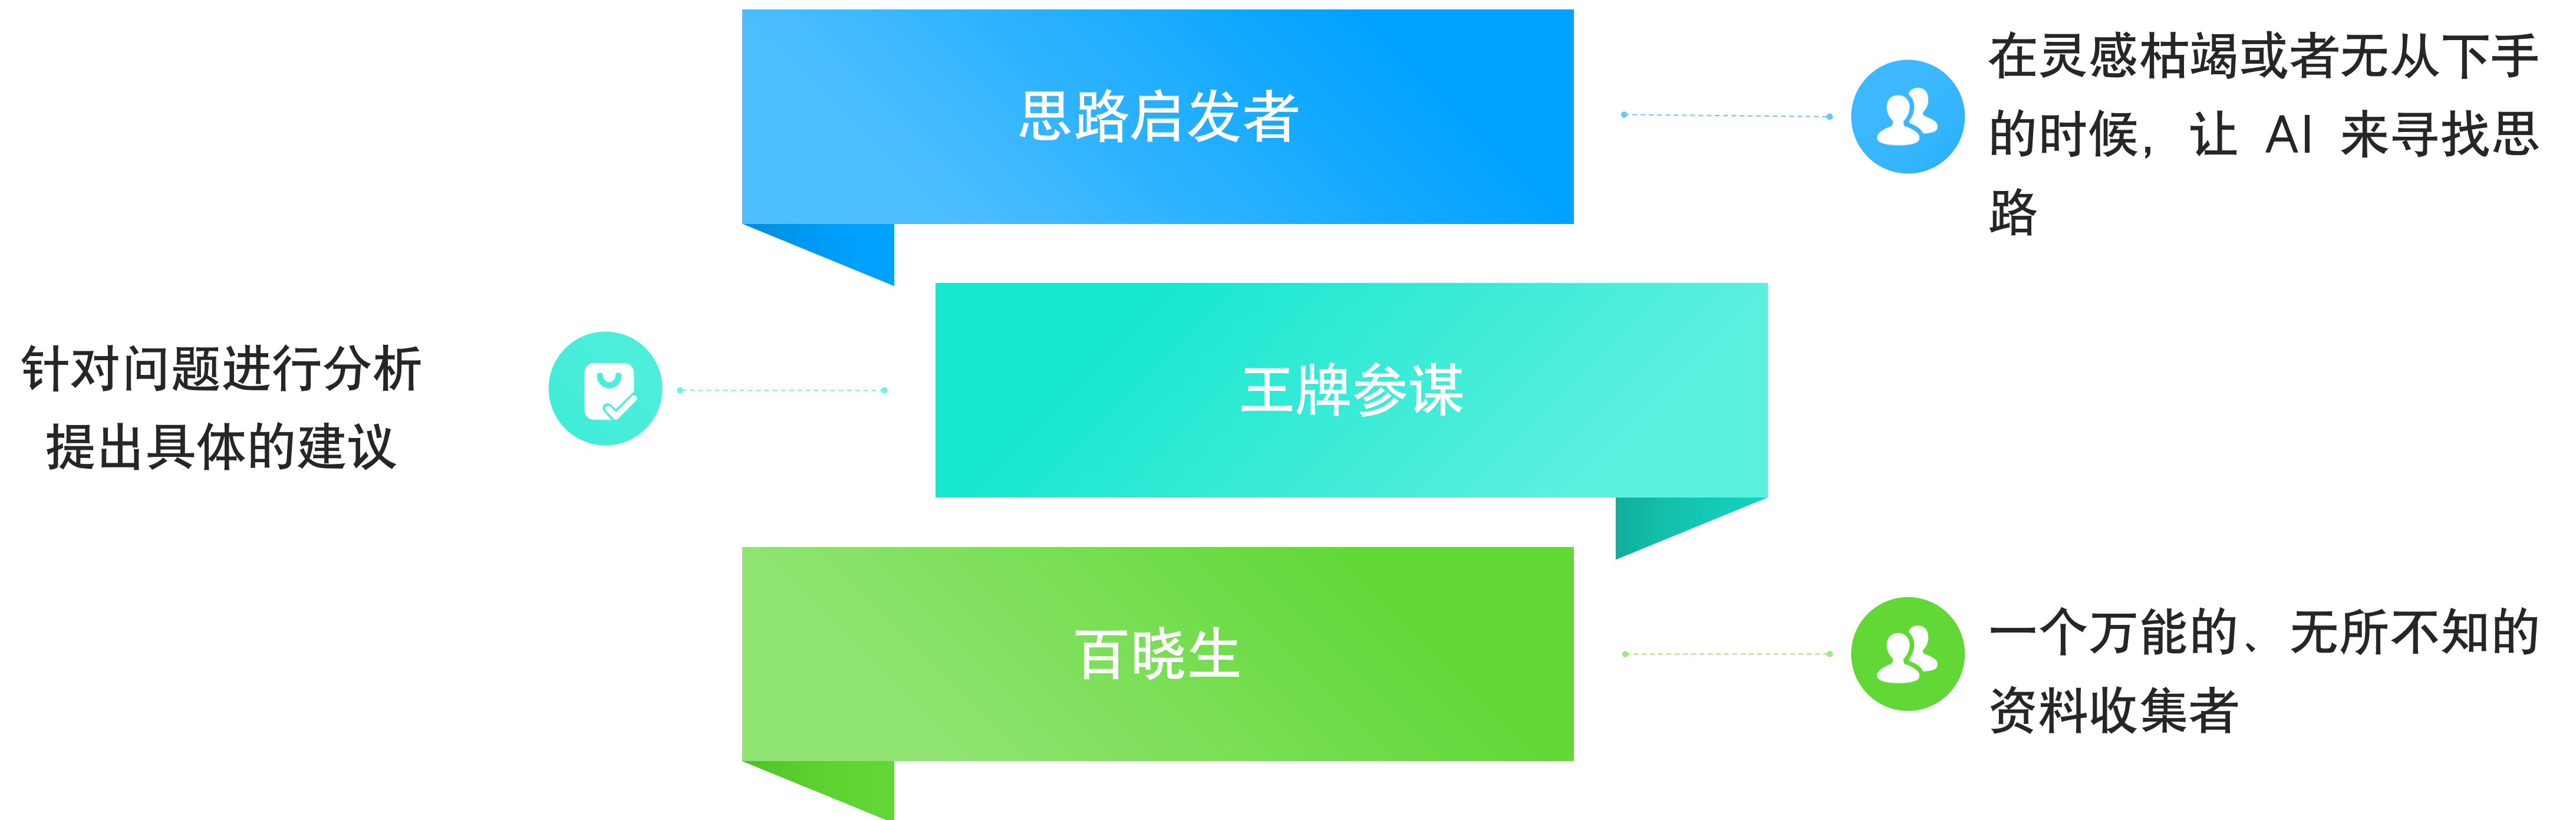 思路启发者
在灵感枯竭或者无从下手
的时候，让 AI 来寻找思
路
针对问题进行分析
提出具体的建议
王牌参谋
百晓生
一个万能的、无所不知的
资料收集者